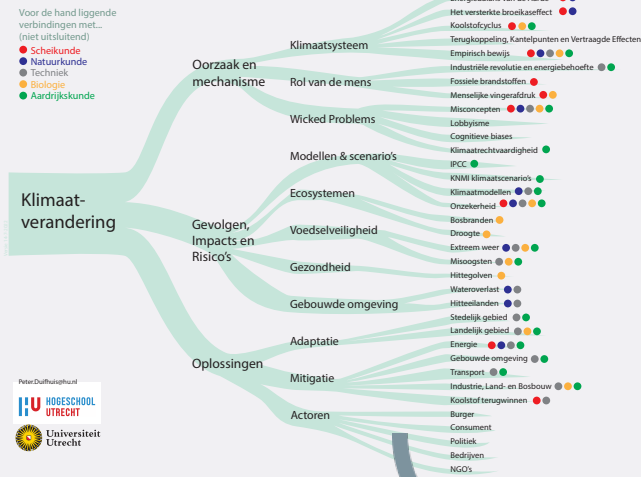 Voor de hand liggende
verbindingen met...
(niet uitsluitend)
Scheikunde
Natuurkunde
Techniek
Biologie
Aardrijkskunde
Klimaat-
verandering
Oorzaak en
mechanisme
Gevolgen,
Impacts en
Risico's
Oplossingen
Klimaatsysteem
Rol van de mens
Wicked Problems
Modellen & scenario's
Ecosystemen
Voedselveiligheid
Gezondheid
Gebouwde omgeving
Adaptatie
Mitigatie
Actoren
Het versterkte broeikaseffect
Koolstofcyclus
Terugkoppeling, Kantelpunten en Vertraagde Effecten
Empirisch bewijs
Industriële revolutie en energiebehoefte
Fossiele brandstoffen
Menselijke vingerafdruk
Misconcepten
Lobbyisme
Cognitieve biases
Klimaatrechtvaardigheid
IPCC
KNMI klimaatscenario's
Klimaatmodellen
Onzekerheid
Bosbranden
Droogte
Extreem weer
Misoogsten
Hittegolven
Wateroverlast
Hitteeilanden
Stedelijk gebied
Landelijk gebied
Energie
Gebouwde omgeving
Transport
Industrie, Land- en Bosbouw
Koolstof terugwinnen
Burger
Consument
Politiek
Bedrijven
NGO's
Peter.Duifhuis@hu.nl
HOGESCHOOL
UTRECHT
Universiteit
Utrecht